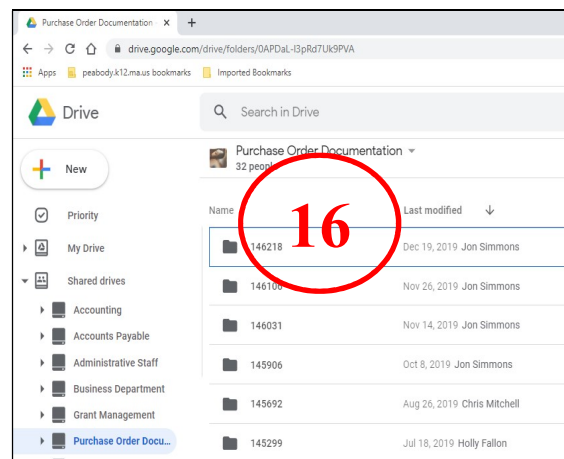 Purchase Order Documentation
drive.google.com/drive/folders/0APDaL-I3pRd7Uk9PVA
Apps peabody.k12.ma.us bookmarks Imported Bookmarks
Drive
Search in Drive
New
Purchase Order Documentation
32 people
16
Name Last modified
Priority
My Drive
Shared drives
Accounting
Accounts Payable
Administrative Staff
Business Department
Grant Management
Purchase Order Docu...
146218 Dec 19, 2019 Jon Simmons
146106 Nov 26, 2019 Jon Simmons
146031 Nov 14, 2019 Jon Simmons
145906 Oct 8, 2019 Jon Simmons
145692 Aug 26, 2019 Chris Mitchell
145299 Jul 18, 2019 Holly Fallon